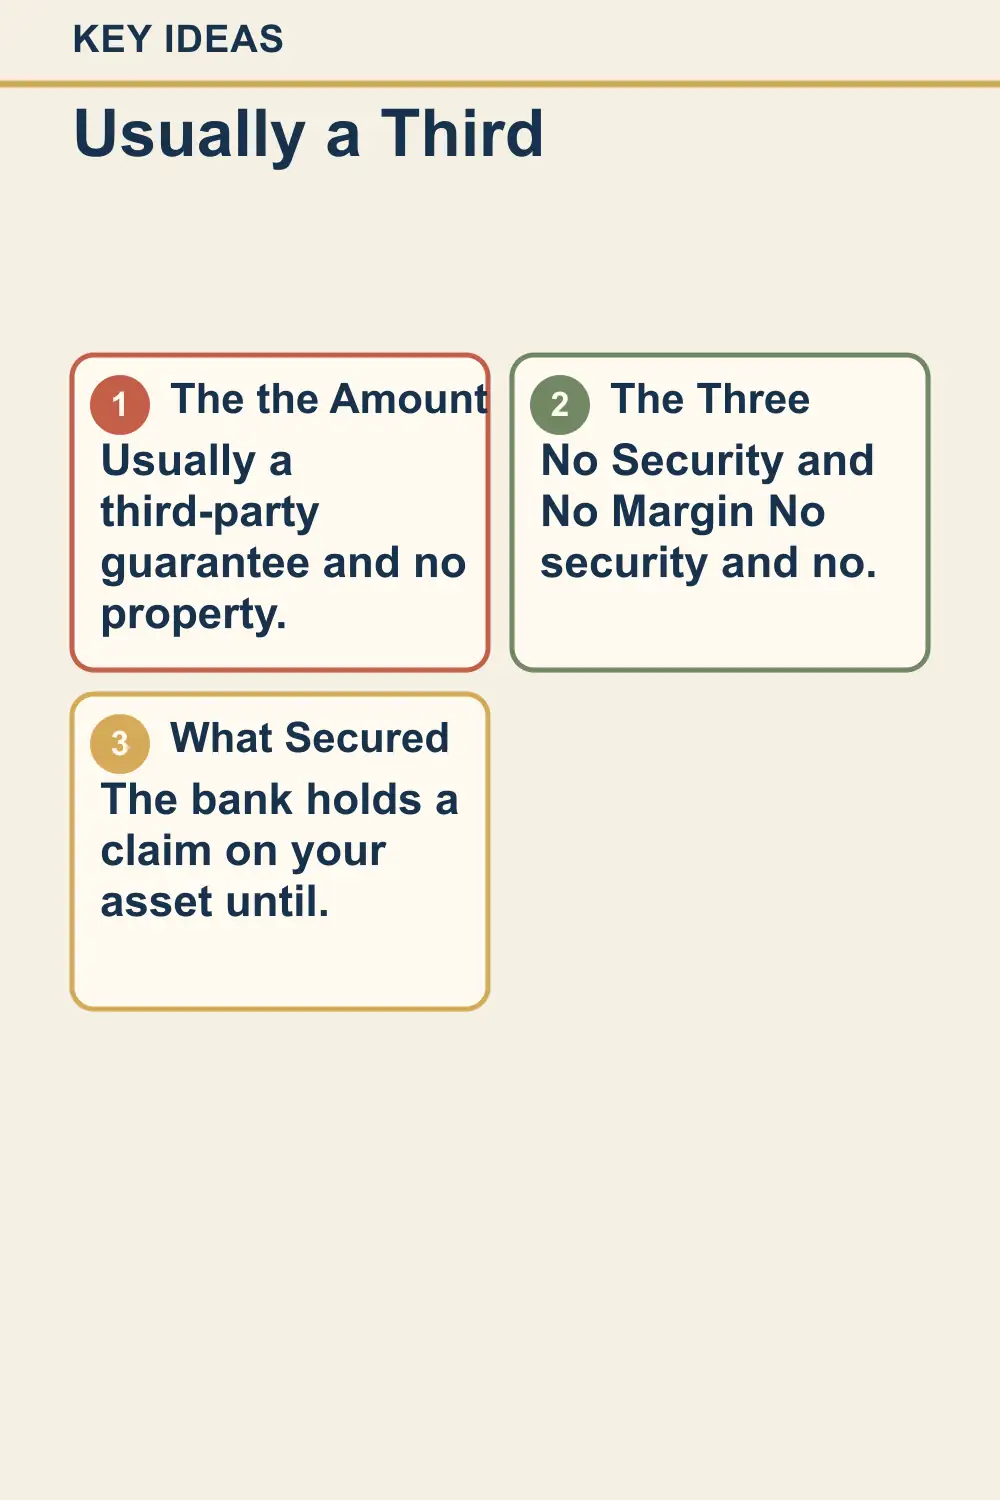 KEY IDEAS
Usually a Third
1 The the Amount
Usually a
third-party
guarantee and no
property.
2 The Three
No Security and
No Margin No
security and no.
3 What Secured
The bank holds a
claim on your
asset until.